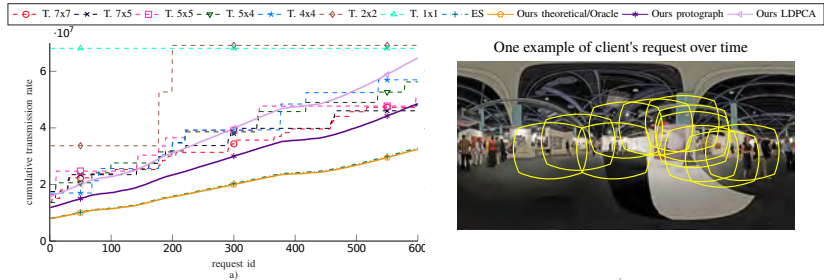 T. 7x7 T. 7x5 T. 5x5 T. 5x4 T. 4x4 T. 2x2 T. 1x1 ES Ours theoretical/Oracle Ours protograph Ours LDPCA
·10⁷
6
4
2
0
cumulative transmission rate
0 100 200 300 400 500 600
request id
a)
One example of client's request over time